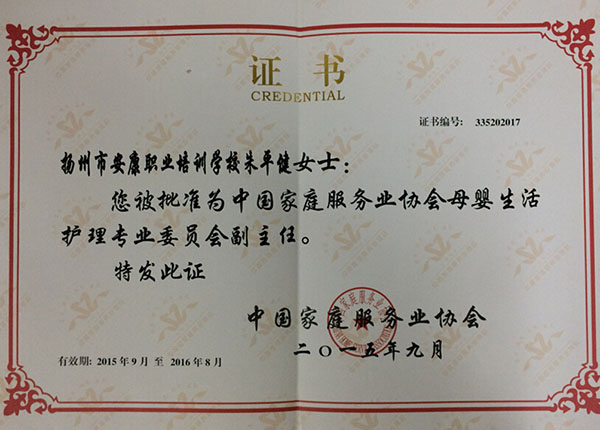 证书
CREDENTIAL
证书编号: 335202017
扬州市安康职业培训学校朱平健女士:
您被批准为中国家庭服务业协会母婴生活
护理专业委员会副主任。
特发此证
中国家庭服务业协会
二〇一五年九月
有效期: 2015年9月 至 2016年8月